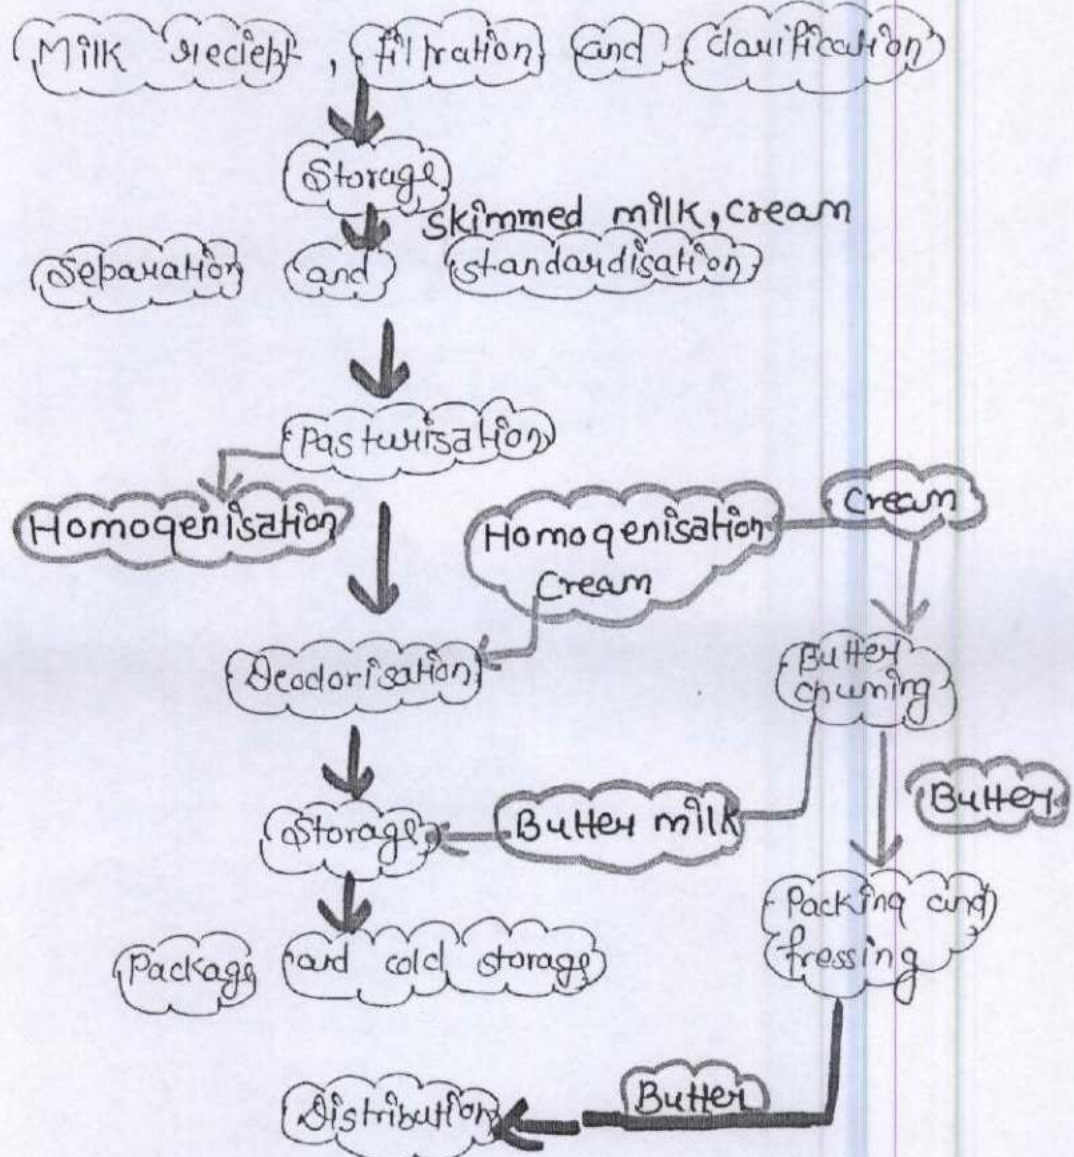 Milk reciept, filtration and clarification
Storage
skimmed milk, cream
Separation and standardisation
Pasturisation
Cream
Homogenisation
Homogenisation
Cream
Deodorisation
Butter
churning
Butter
Storage
Butter milk
Packing and
fressing
Package and cold storage
Butter
Distribution